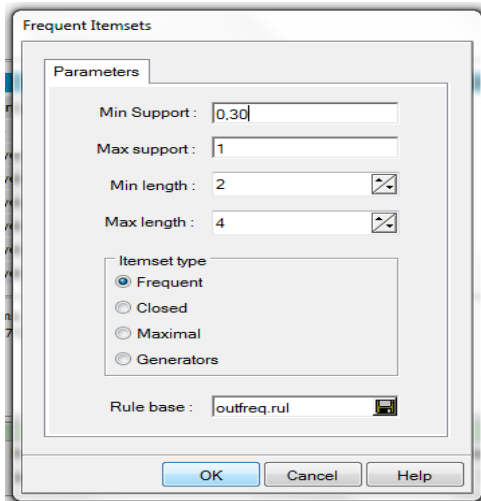 Frequent Itemsets
Parameters
Min Support : 0,30
Max support : 1
Min length : 2
Max length : 4
Itemset type
Frequent
Closed
Maximal
Generators
Rule base : outfreq.rul
OK Cancel Help